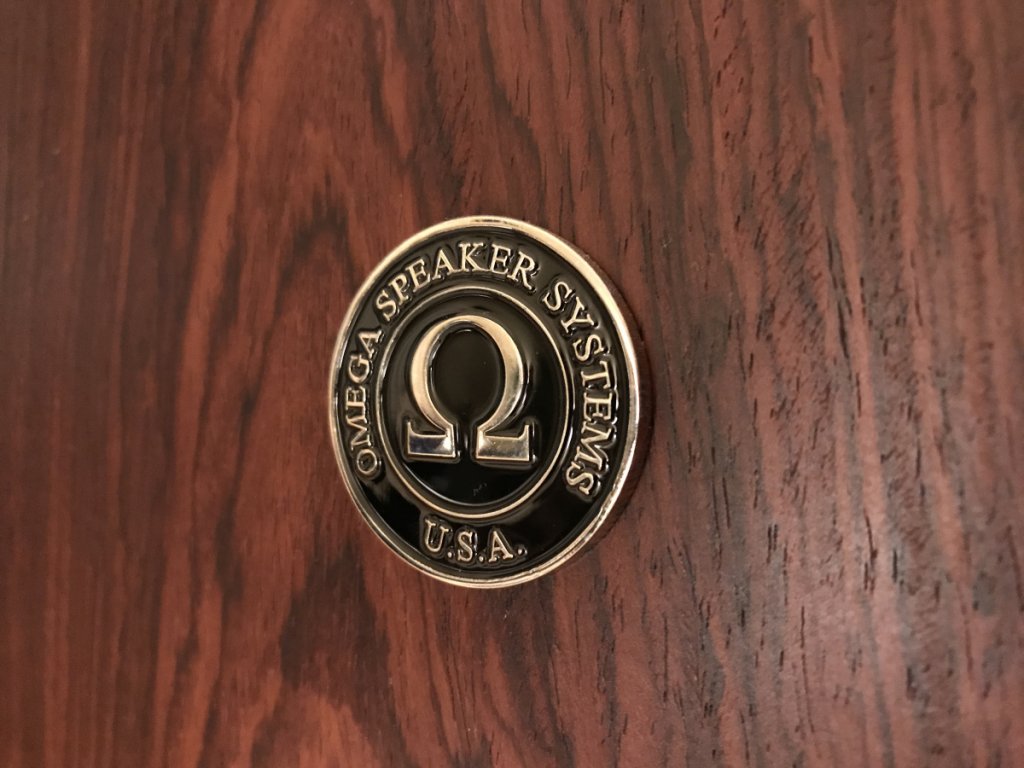 OMEGA SPEAKER SYSTEMS
Ω
U.S.A.